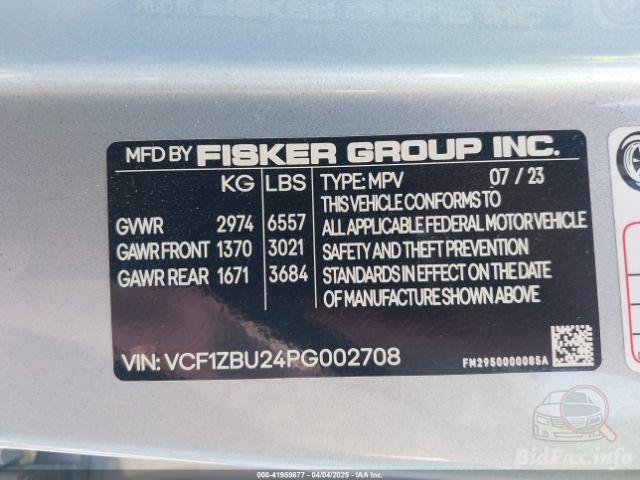 MFD BY FISKER GROUP INC.
KG LBS TYPE: MPV 07 / 23
THIS VEHICLE CONFORMS TO
GVWR 2974 6557 ALL APPLICABLE FEDERAL MOTOR VEHICLE
GAWR FRONT 1370 3021 SAFETY AND THEFT PREVENTION
GAWR REAR 1671 3684 STANDARDS IN EFFECT ON THE DATE
OF MANUFACTURE SHOWN ABOVE
VIN: VCF1ZBU24PG002708 FM2950000085A
BidFax.info
000-41959877 - 04/04/2025 - IAAI, Inc.